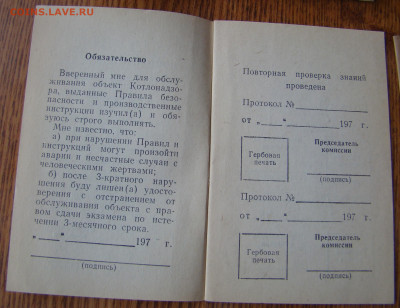 coins.LAVE.RU
Обязательство
Вверенный мне для обслу-
живания объект Котлонадзо-
ра, выданные Правила безо-
пасности и производственные
инструкции изучил(а) и обя-
зуюсь строго выполнять.
Мне известно, что:
а) при нарушении Правил и
инструкций могут произойти
аварии и несчастные случаи с
человеческими жертвами;
б) после 3-кратного нару-
шения буду лишен(а) удосто-
верения с отстранением от
обслуживания объекта с пра-
вом сдачи экзамена по исте-
чении 3-месячного срока.
„ “ 197 г.
(подпись)
Повторная проверка знаний
проведена
Протокол №
от „ “ 197 г.
Гербовая
печать
Председатель
комиссии
(подпись)
Протокол №
от „ “ 197 г.
Гербовая
печать
Председатель
комиссии
(подпись)